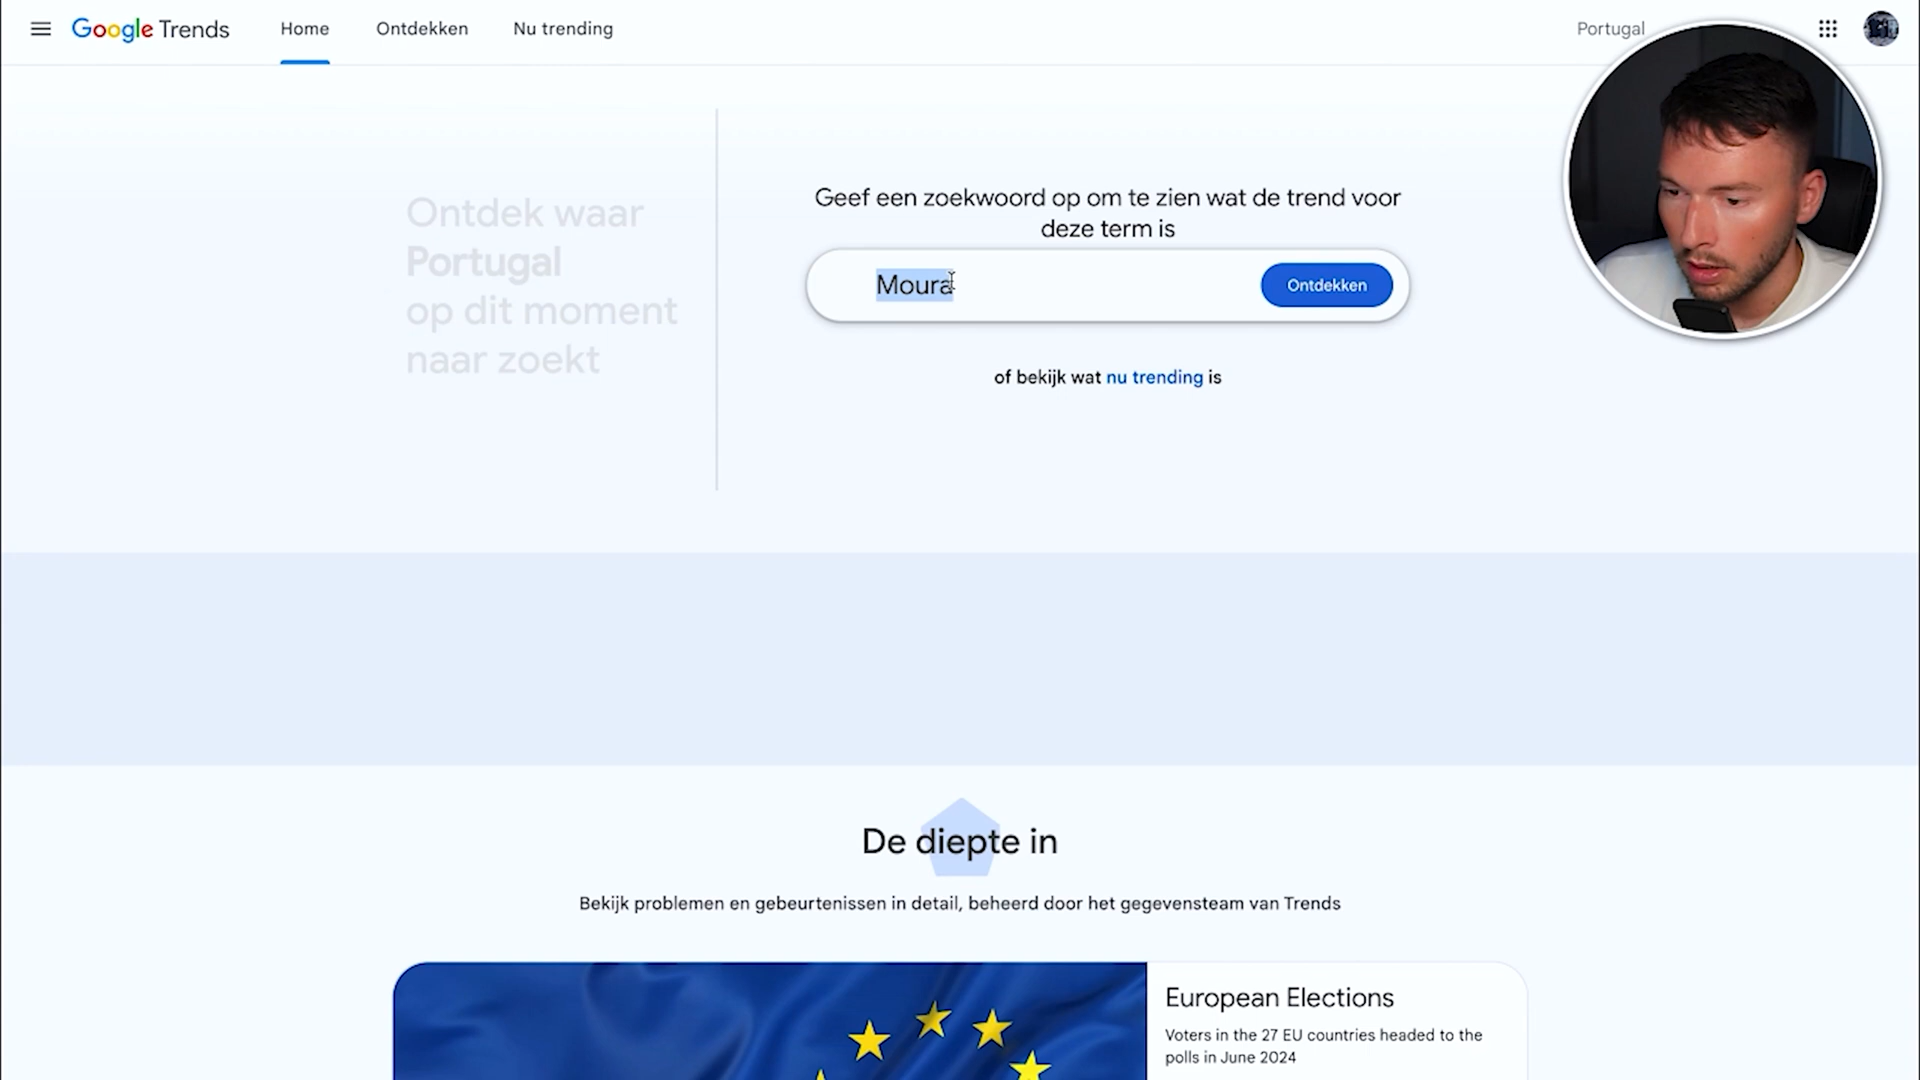 Google Trends
Home
Ontdekken
Nu trending
Portugal
Ontdek waar
Portugal
op dit moment
naar zoekt
Geef een zoekwoord op om te zien wat de trend voor
deze term is
Moura
Ontdekken
of bekijk wat nu trending is
De diepte in
Bekijk problemen en gebeurtenissen in detail, beheerd door het gegevensteam van Trends
European Elections
Voters in the 27 EU countries headed to the
polls in June 2024